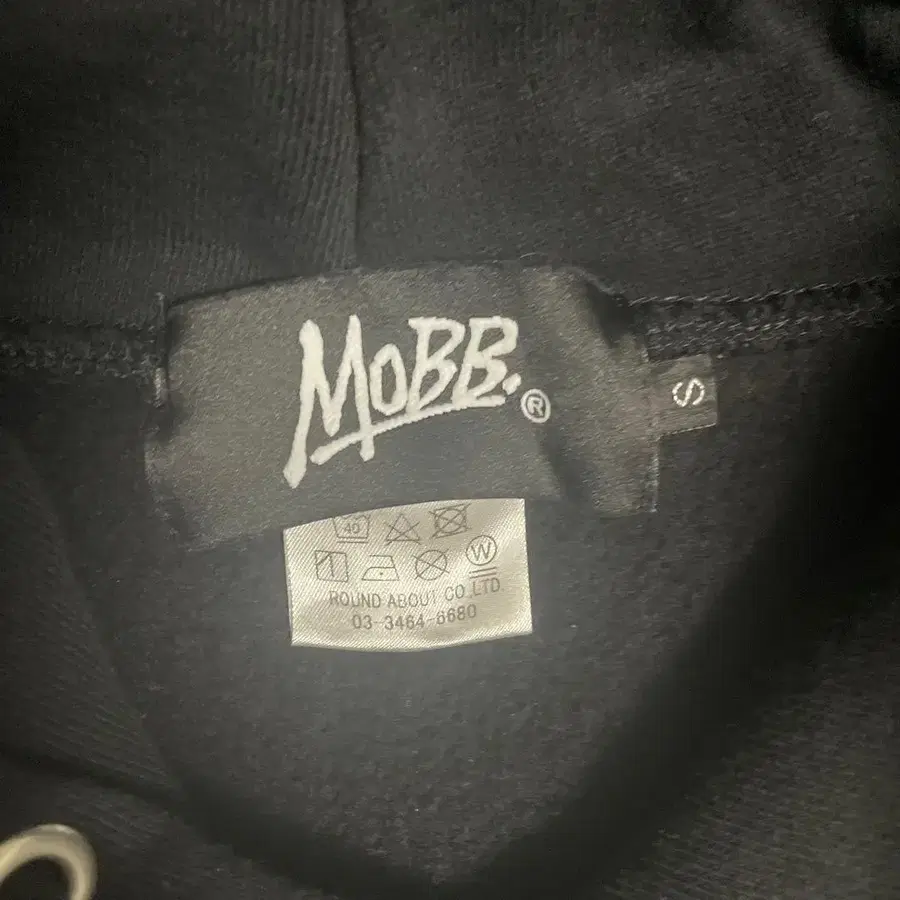 MOBB.®
S
40
W
ROUND ABOUT CO.,LTD.
03-3464-6680